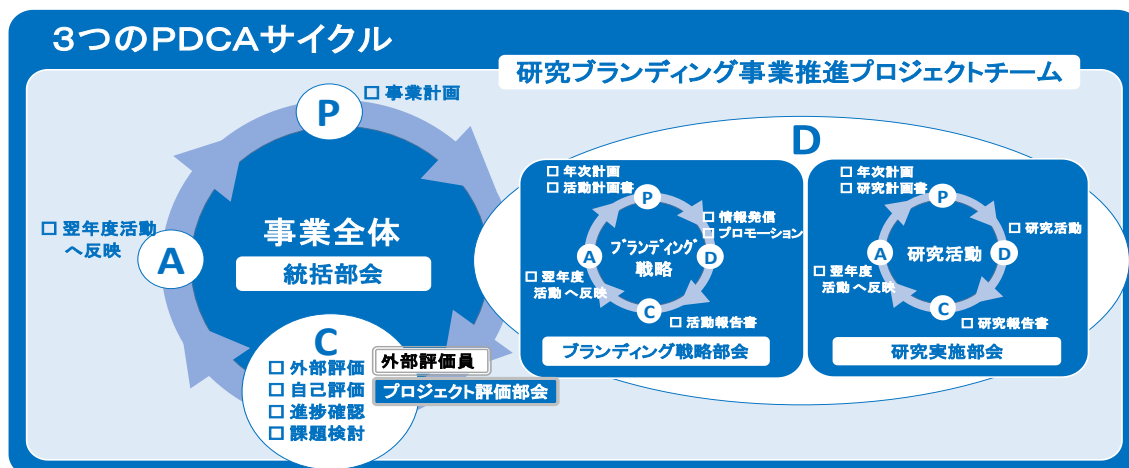 ３つのPDCAサイクル
研究ブランディング事業推進プロジェクトチーム
P
□ 事業計画
□ 翌年度活動
へ反映
A
事業全体
統括部会
C
□ 外部評価
□ 自己評価
□ 進捗確認
□ 課題検討
外部評価員
プロジェクト評価部会
D
□ 年次計画
□ 活動計画書
P
□ 情報発信
□ プロモーション
A
ﾌﾞﾗﾝﾃﾞｨﾝｸﾞ
戦略
D
□ 翌年度
活動へ反映
C
□ 活動報告書
ブランディング戦略部会
□ 年次計画
□ 研究計画書
P
□ 研究活動
A
研究活動
D
□ 翌年度
活動へ反映
C
□ 研究報告書
研究実施部会